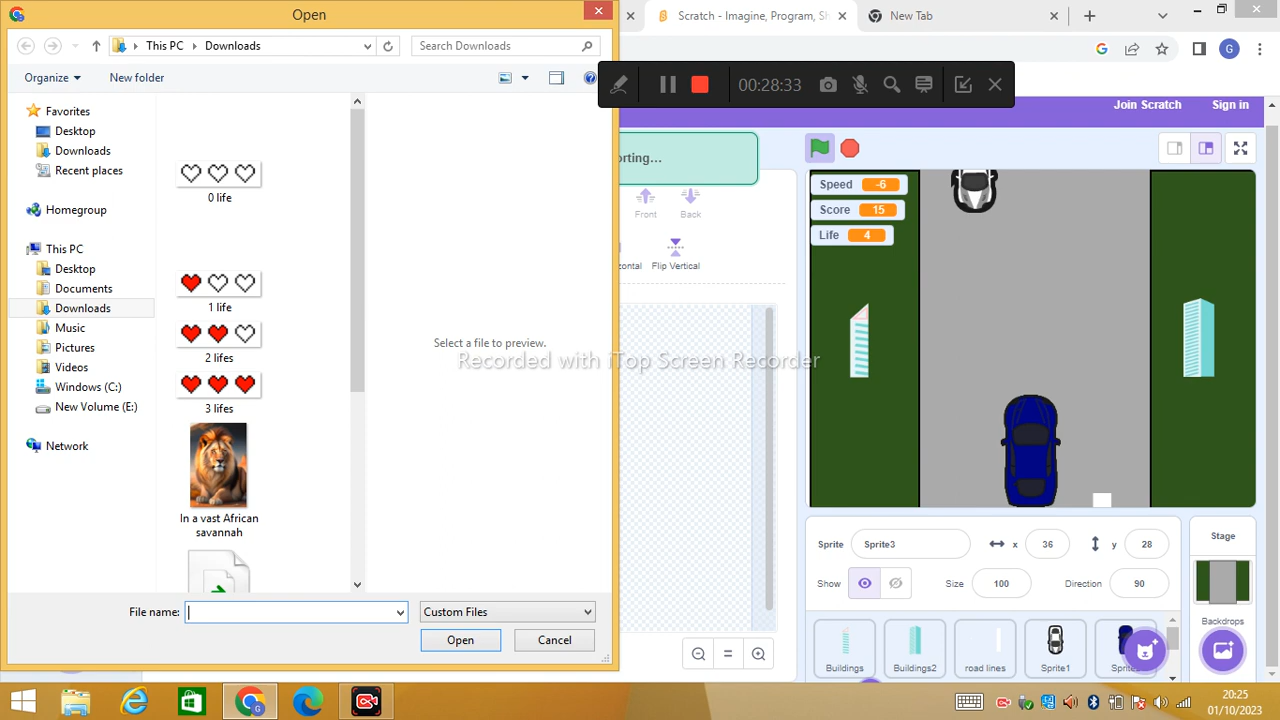 Open
Scratch - Imagine, Program, Sh
New Tab
This PC
Downloads
Search Downloads
G
Organize
New folder
00:28:33
Join Scratch
Sign in
Favorites
Desktop
Downloads
Recent places
Homegroup
This PC
Desktop
Documents
Downloads
Music
Pictures
Videos
Windows (C:)
New Volume (E:)
Network
0 life
1 life
2 lifes
3 lifes
In a vast African
savannah
Select a file to preview.
Recorded with iTop Screen Recorder
File name:
Custom Files
Open
Cancel
orting...
Front
Back
izontal
Flip Vertical
Speed
-6
Score
15
Life
4
Sprite
Sprite3
x
36
y
28
Show
Size
100
Direction
90
Stage
Backdrops
Buildings
Buildings2
road lines
Sprite1
20:25
01/10/2023